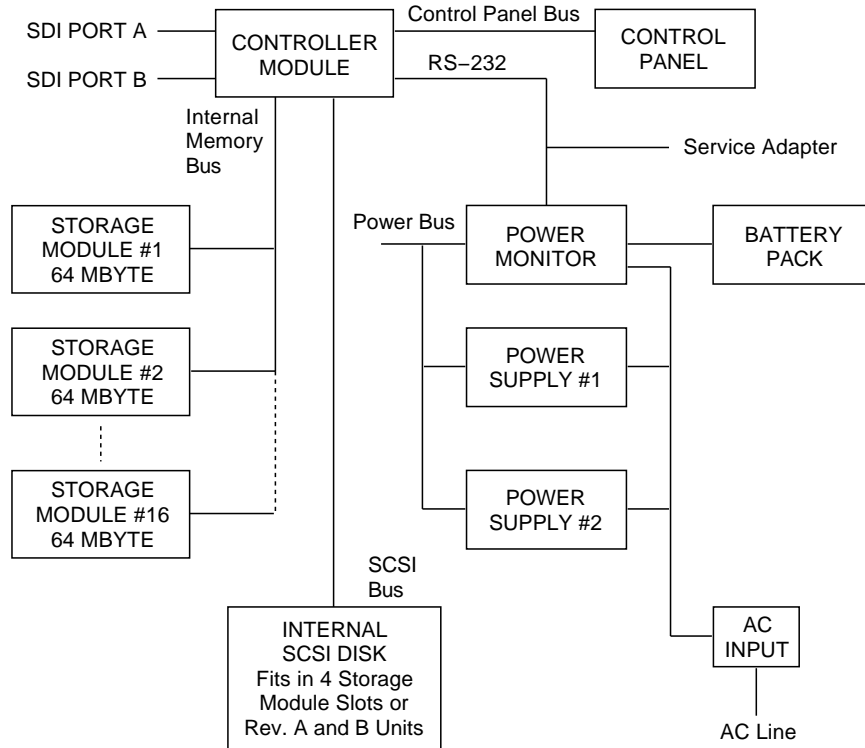 SDI PORT A
SDI PORT B
CONTROLLER
MODULE
Control Panel Bus
RS−232
CONTROL
PANEL
Internal
Memory
Bus
Service Adapter
STORAGE
MODULE #1
64 MBYTE
Power Bus
POWER
MONITOR
BATTERY
PACK
STORAGE
MODULE #2
64 MBYTE
POWER
SUPPLY #1
STORAGE
MODULE #16
64 MBYTE
POWER
SUPPLY #2
SCSI
Bus
INTERNAL
SCSI DISK
Fits in 4 Storage
Module Slots or
Rev. A and B Units
AC
INPUT
AC Line